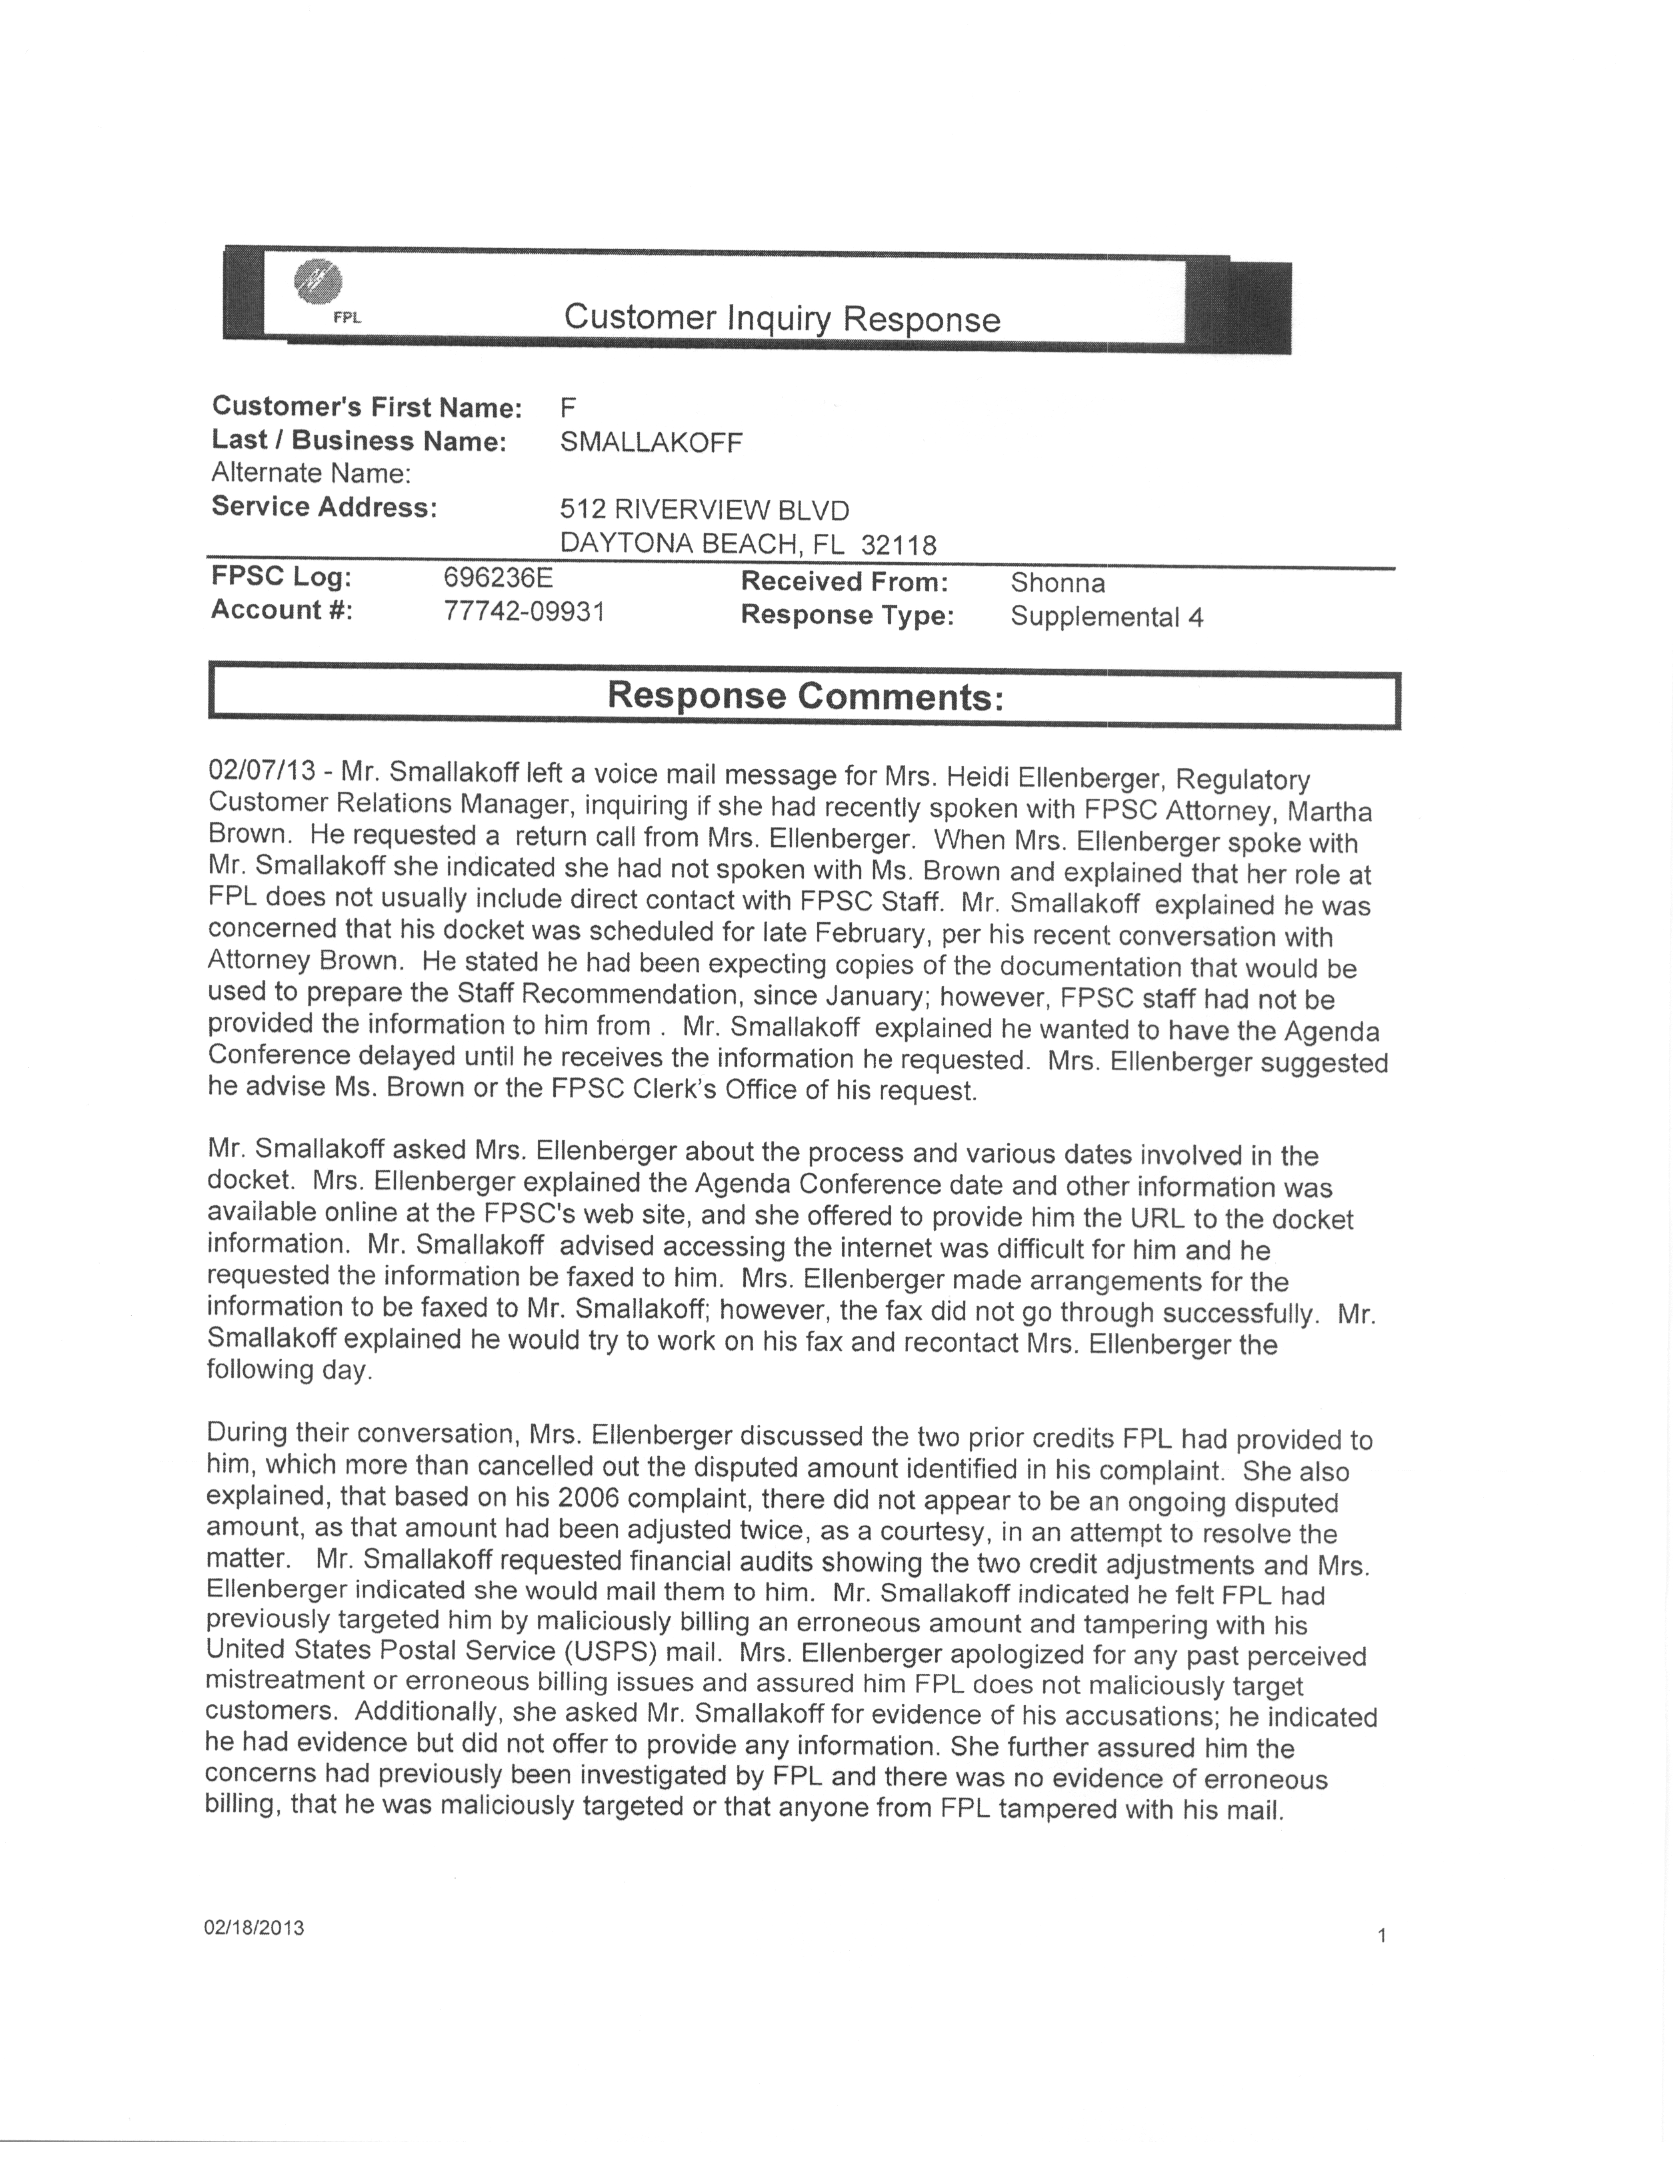 FPL
Customer Inquiry Response
Customer's First Name: F
Last / Business Name: SMALLAKOFF
Alternate Name:
Service Address: 512 RIVERVIEW BLVD
DAYTONA BEACH, FL 32118
FPSC Log: 696236E Received From: Shonna
Account #: 77742-09931 Response Type: Supplemental 4
Response Comments:
02/07/13 - Mr. Smallakoff left a voice mail message for Mrs. Heidi Ellenberger, Regulatory
Customer Relations Manager, inquiring if she had recently spoken with FPSC Attorney, Martha
Brown. He requested a return call from Mrs. Ellenberger. When Mrs. Ellenberger spoke with
Mr. Smallakoff she indicated she had not spoken with Ms. Brown and explained that her role at
FPL does not usually include direct contact with FPSC Staff. Mr. Smallakoff explained he was
concerned that his docket was scheduled for late February, per his recent conversation with
Attorney Brown. He stated he had been expecting copies of the documentation that would be
used to prepare the Staff Recommendation, since January; however, FPSC staff had not be
provided the information to him from . Mr. Smallakoff explained he wanted to have the Agenda
Conference delayed until he receives the information he requested. Mrs. Ellenberger suggested
he advise Ms. Brown or the FPSC Clerk's Office of his request.
Mr. Smallakoff asked Mrs. Ellenberger about the process and various dates involved in the
docket. Mrs. Ellenberger explained the Agenda Conference date and other information was
available online at the FPSC's web site, and she offered to provide him the URL to the docket
information. Mr. Smallakoff advised accessing the internet was difficult for him and he
requested the information be faxed to him. Mrs. Ellenberger made arrangements for the
information to be faxed to Mr. Smallakoff; however, the fax did not go through successfully. Mr.
Smallakoff explained he would try to work on his fax and recontact Mrs. Ellenberger the
following day.
During their conversation, Mrs. Ellenberger discussed the two prior credits FPL had provided to
him, which more than cancelled out the disputed amount identified in his complaint. She also
explained, that based on his 2006 complaint, there did not appear to be an ongoing disputed
amount, as that amount had been adjusted twice, as a courtesy, in an attempt to resolve the
matter. Mr. Smallakoff requested financial audits showing the two credit adjustments and Mrs.
Ellenberger indicated she would mail them to him. Mr. Smallakoff indicated he felt FPL had
previously targeted him by maliciously billing an erroneous amount and tampering with his
United States Postal Service (USPS) mail. Mrs. Ellenberger apologized for any past perceived
mistreatment or erroneous billing issues and assured him FPL does not maliciously target
customers. Additionally, she asked Mr. Smallakoff for evidence of his accusations; he indicated
he had evidence but did not offer to provide any information. She further assured him the
concerns had previously been investigated by FPL and there was no evidence of erroneous
billing, that he was maliciously targeted or that anyone from FPL tampered with his mail.
02/18/2013 1